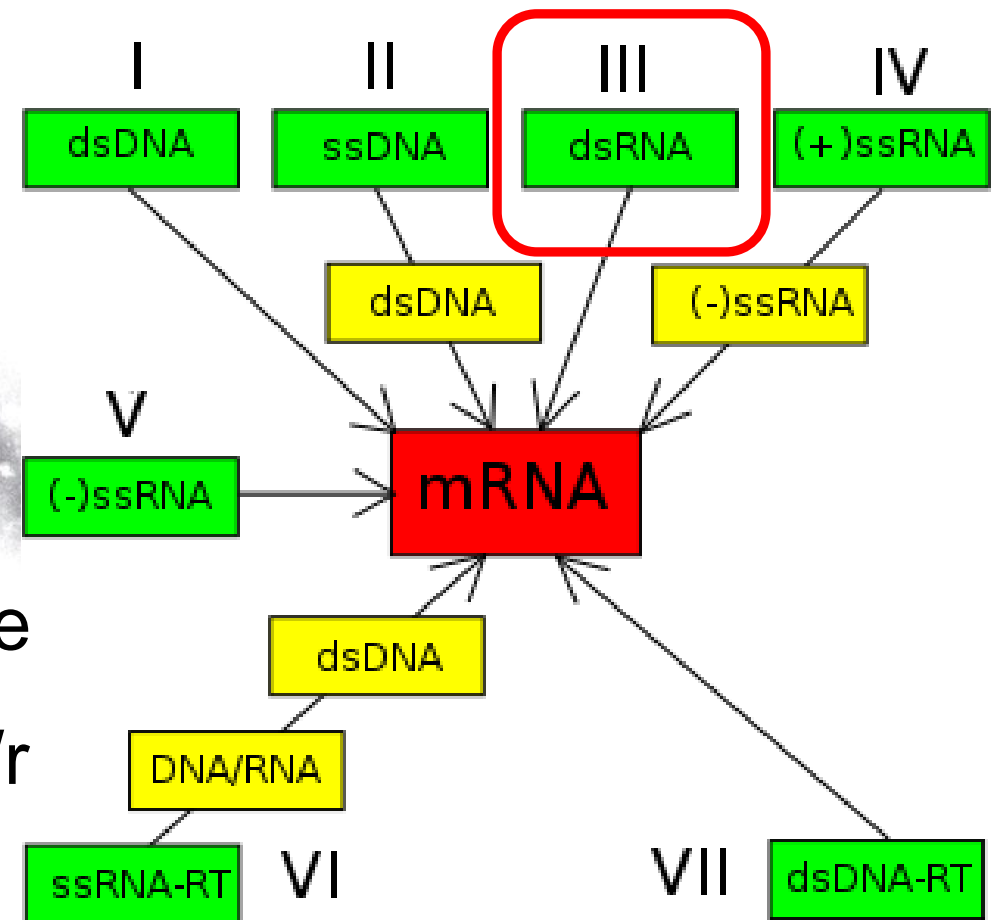 I II III IV
dsDNA ssDNA dsRNA (+)ssRNA
dsDNA (-)ssRNA
V
(-)ssRNA mRNA
e
dsDNA
/r
DNA/RNA
ssRNA-RT VI VII dsDNA-RT